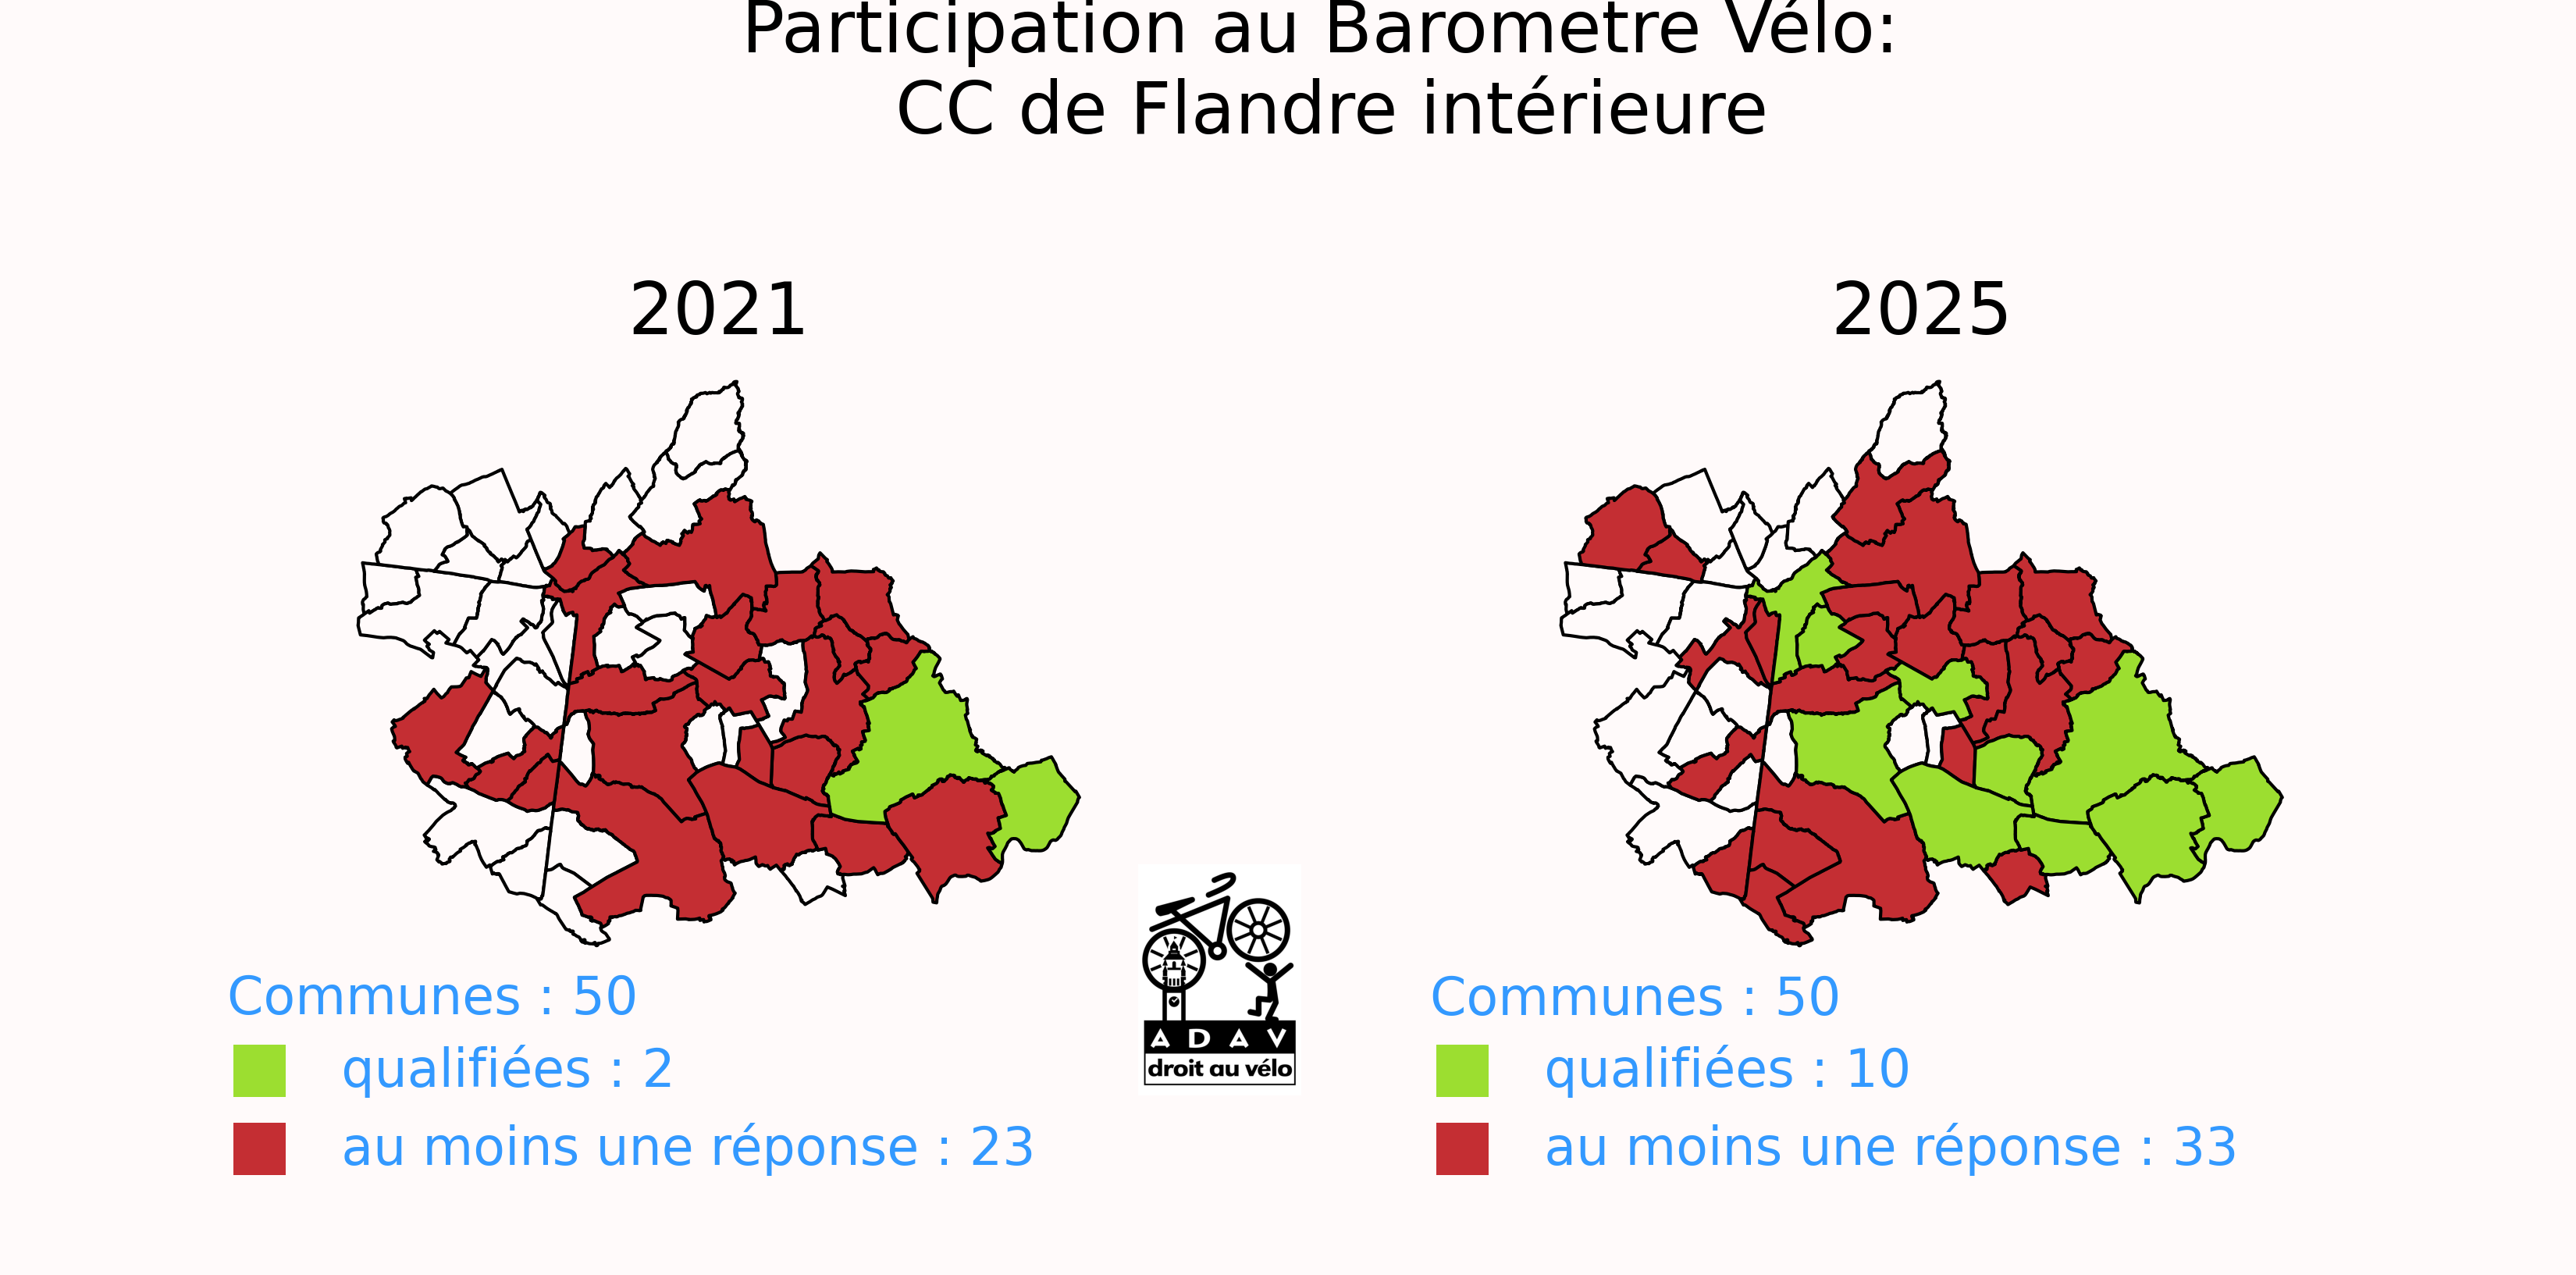 Participation au Barometre Vélo:
CC de Flandre intérieure
2021
2025
Communes : 50
qualifiées : 2
au moins une réponse : 23
ADAV
droit au vélo
Communes : 50
qualifiées : 10
au moins une réponse : 33